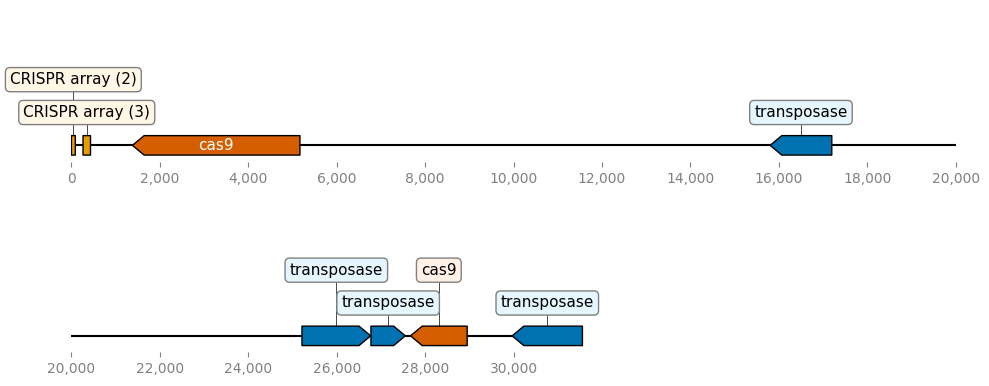 CRISPR array (2)
CRISPR array (3)
transposase
cas9
0 2,000 4,000 6,000 8,000 10,000 12,000 14,000 16,000 18,000 20,000
transposase cas9
transposase transposase
20,000 22,000 24,000 26,000 28,000 30,000